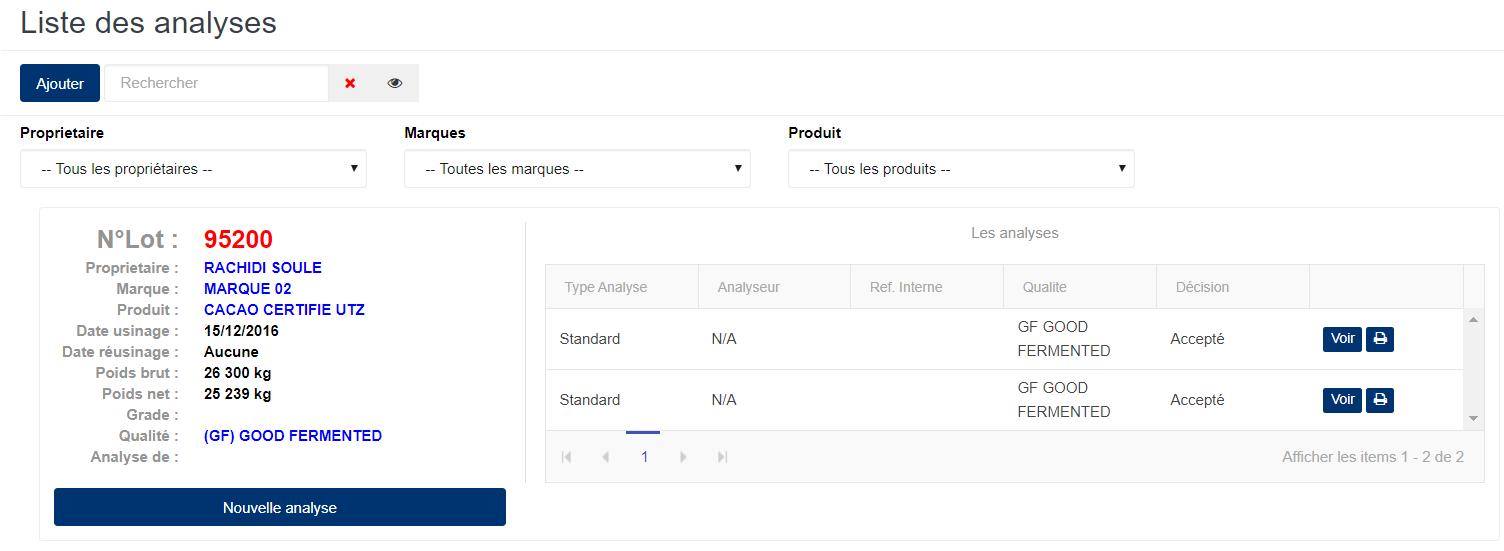 Liste des analyses
Ajouter Rechercher
Proprietaire Marques Produit
-- Tous les propriétaires -- -- Toutes les marques -- -- Tous les produits --
N°Lot : 95200
Proprietaire : RACHIDI SOULE
Marque : MARQUE 02
Produit : CACAO CERTIFIE UTZ
Date usinage : 15/12/2016
Date réusinage : Aucune
Poids brut : 26 300 kg
Poids net : 25 239 kg
Grade :
Qualité : (GF) GOOD FERMENTED
Analyse de :
Nouvelle analyse
Les analyses
Type Analyse Analyseur Ref. Interne Qualite Décision
Standard N/A GF GOOD FERMENTED Accepté Voir
Standard N/A GF GOOD FERMENTED Accepté Voir
1 Afficher les items 1 - 2 de 2